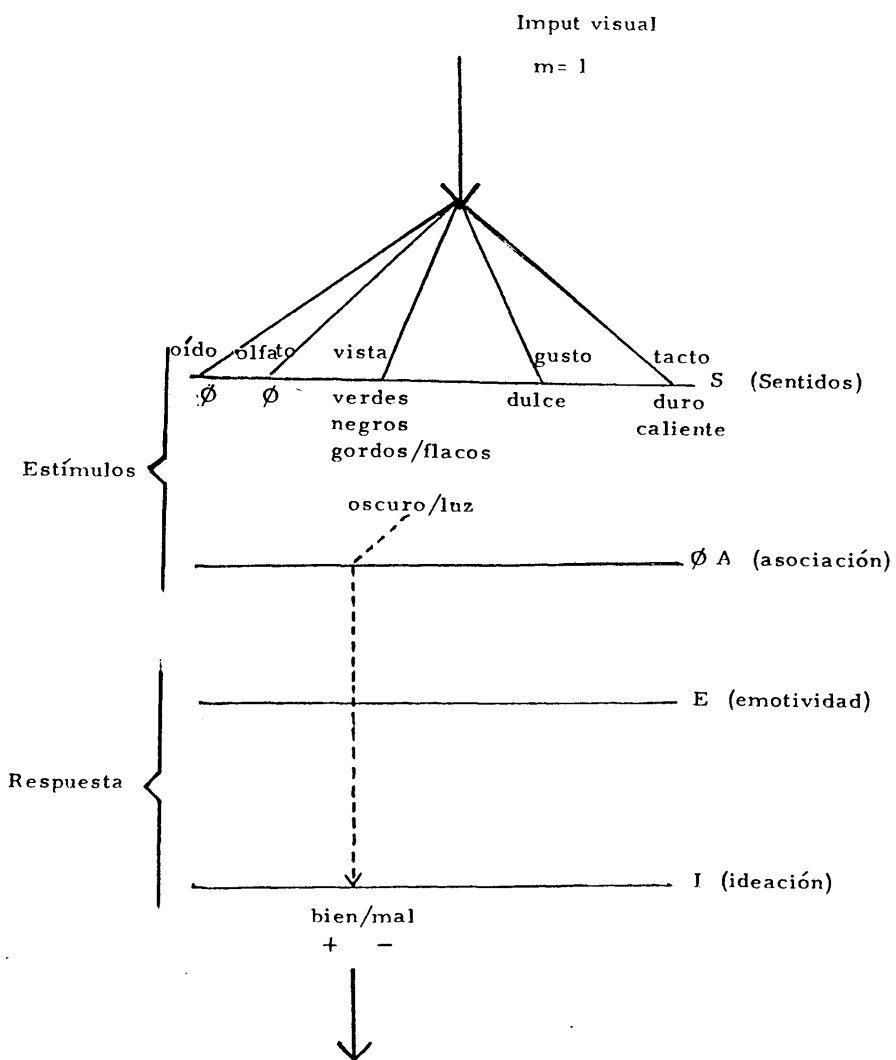 Imput visual
m= 1
oído olfato vista gusto tacto
S (Sentidos)
Ø Ø verdes dulce duro
negros caliente
gordos/flacos
Estímulos
oscuro/luz
Ø A (asociación)
E (emotividad)
Respuesta
I (ideación)
bien/mal
+ -